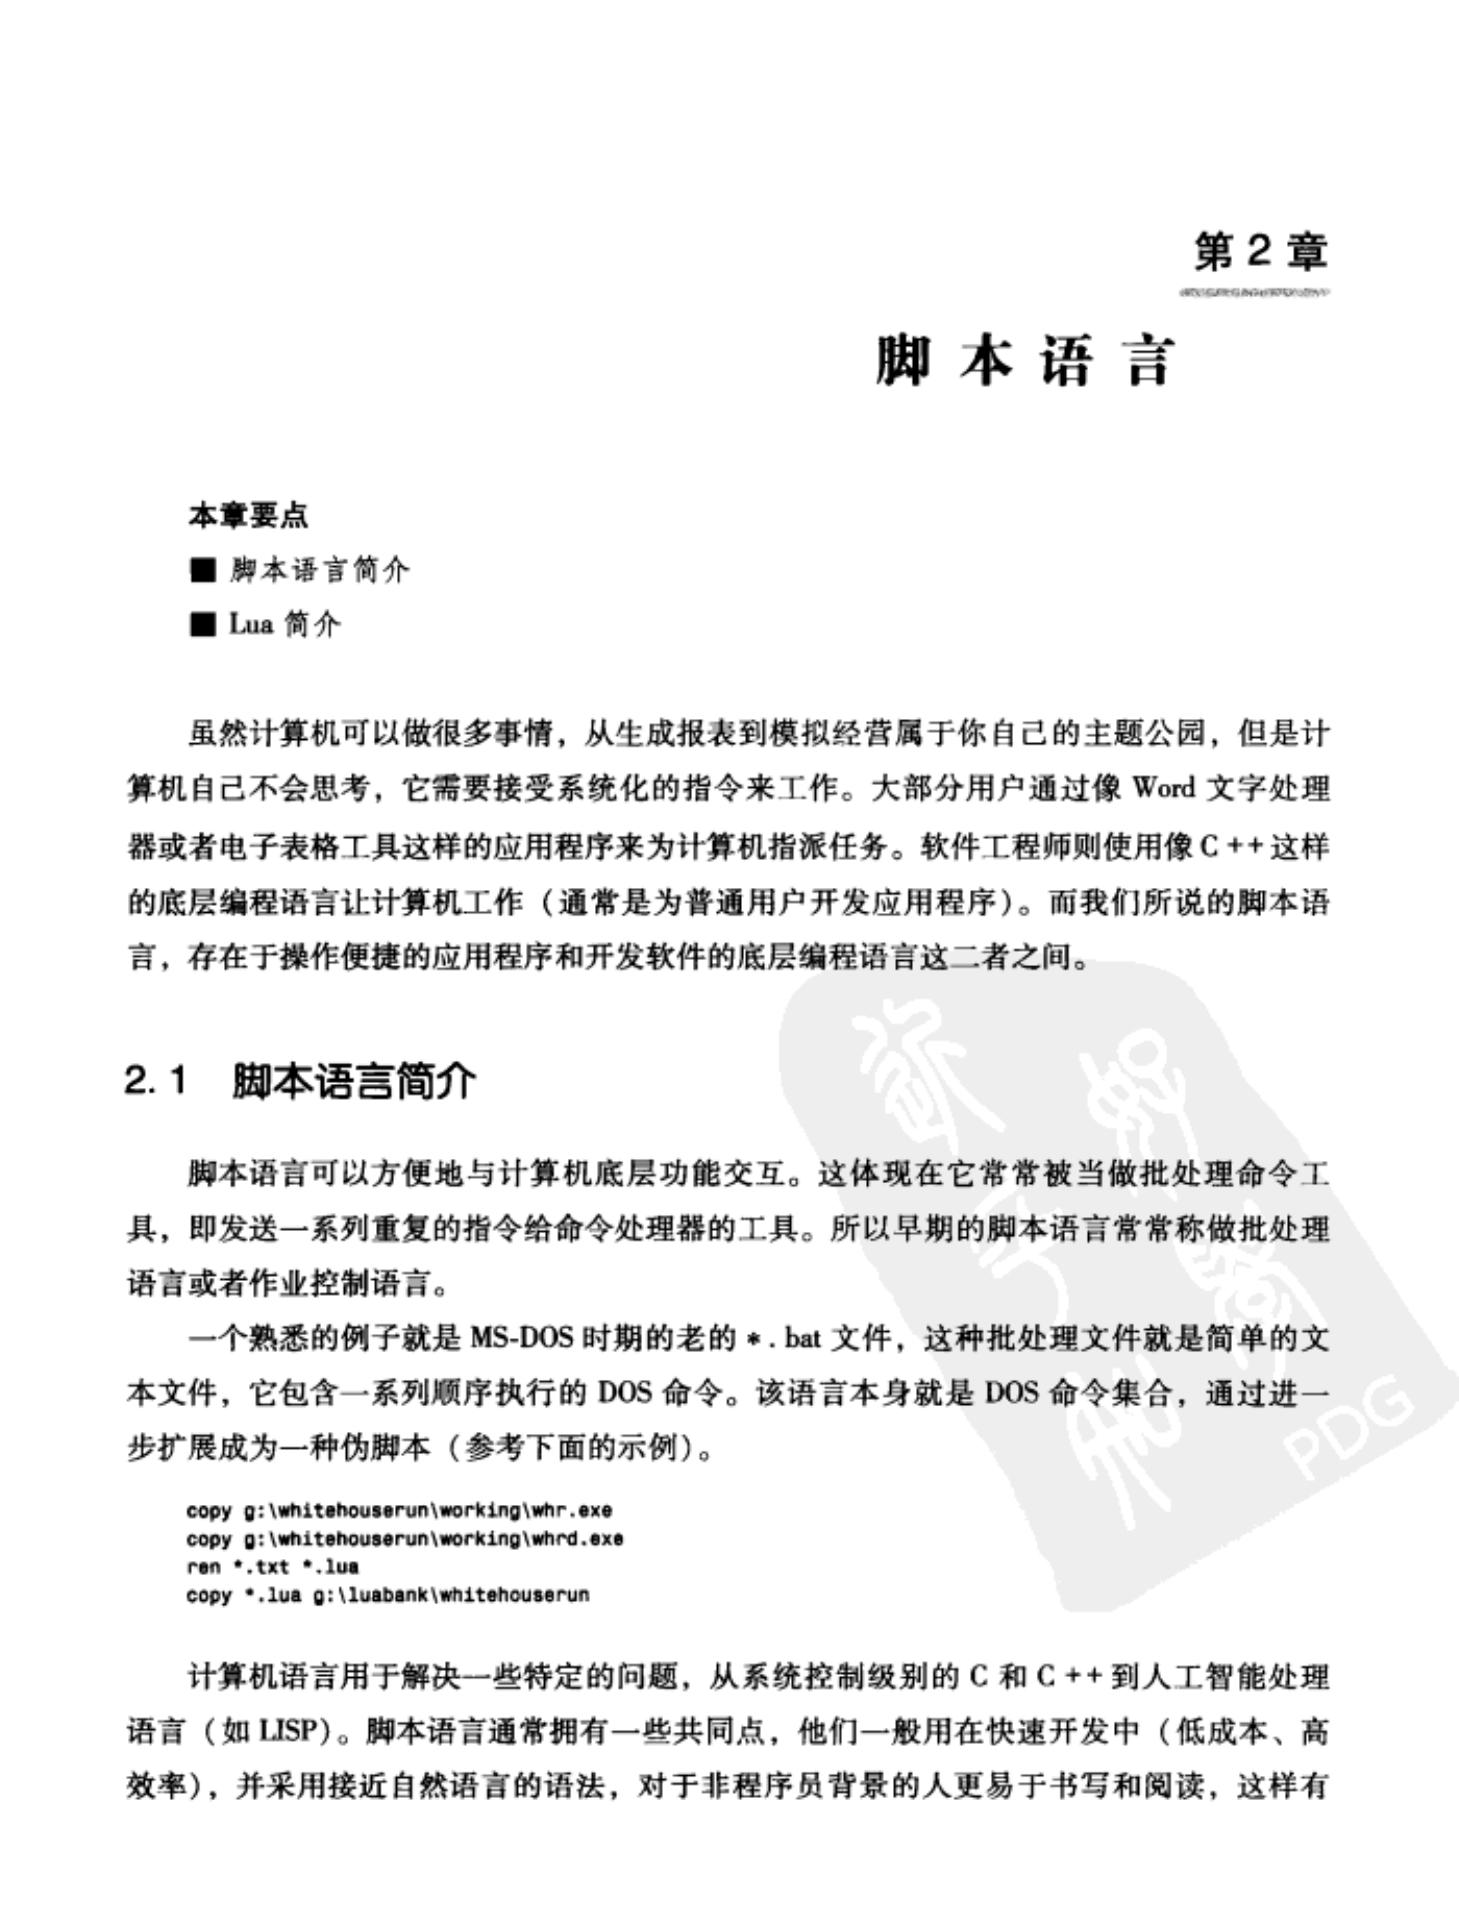 第 2 章
脚本语言
本章要点
■ 脚本语言简介
■ Lua 简介
虽然计算机可以做很多事情，从生成报表到模拟经营属于你自己的主题公园，但是计
算机自己不会思考，它需要接受系统化的指令来工作。大部分用户通过像 Word 文字处理
器或者电子表格工具这样的应用程序来为计算机指派任务。软件工程师则使用像 C ++ 这样
的底层编程语言让计算机工作（通常是为普通用户开发应用程序）。而我们所说的脚本语
言，存在于操作便捷的应用程序和开发软件的底层编程语言这二者之间。
2.1 脚本语言简介
脚本语言可以方便地与计算机底层功能交互。这体现在它常常被当做批处理命令工
具，即发送一系列重复的指令给命令处理器的工具。所以早期的脚本语言常常称做批处理
语言或者作业控制语言。
一个熟悉的例子就是 MS-DOS 时期的老的 *.bat 文件，这种批处理文件就是简单的文
本文件，它包含一系列顺序执行的 DOS 命令。该语言本身就是 DOS 命令集合，通过进一
步扩展成为一种伪脚本（参考下面的示例）。
copy g:\whitehouserun\working\whr.exe
copy g:\whitehouserun\working\whrd.exe
ren *.txt *.lua
copy *.lua g:\luabank\whitehouserun
计算机语言用于解决一些特定的问题，从系统控制级别的 C 和 C ++ 到人工智能处理
语言（如 LISP）。脚本语言通常拥有一些共同点，他们一般用在快速开发中（低成本、高
效率），并采用接近自然语言的语法，对于非程序员背景的人更易于书写和阅读，这样有
PDG